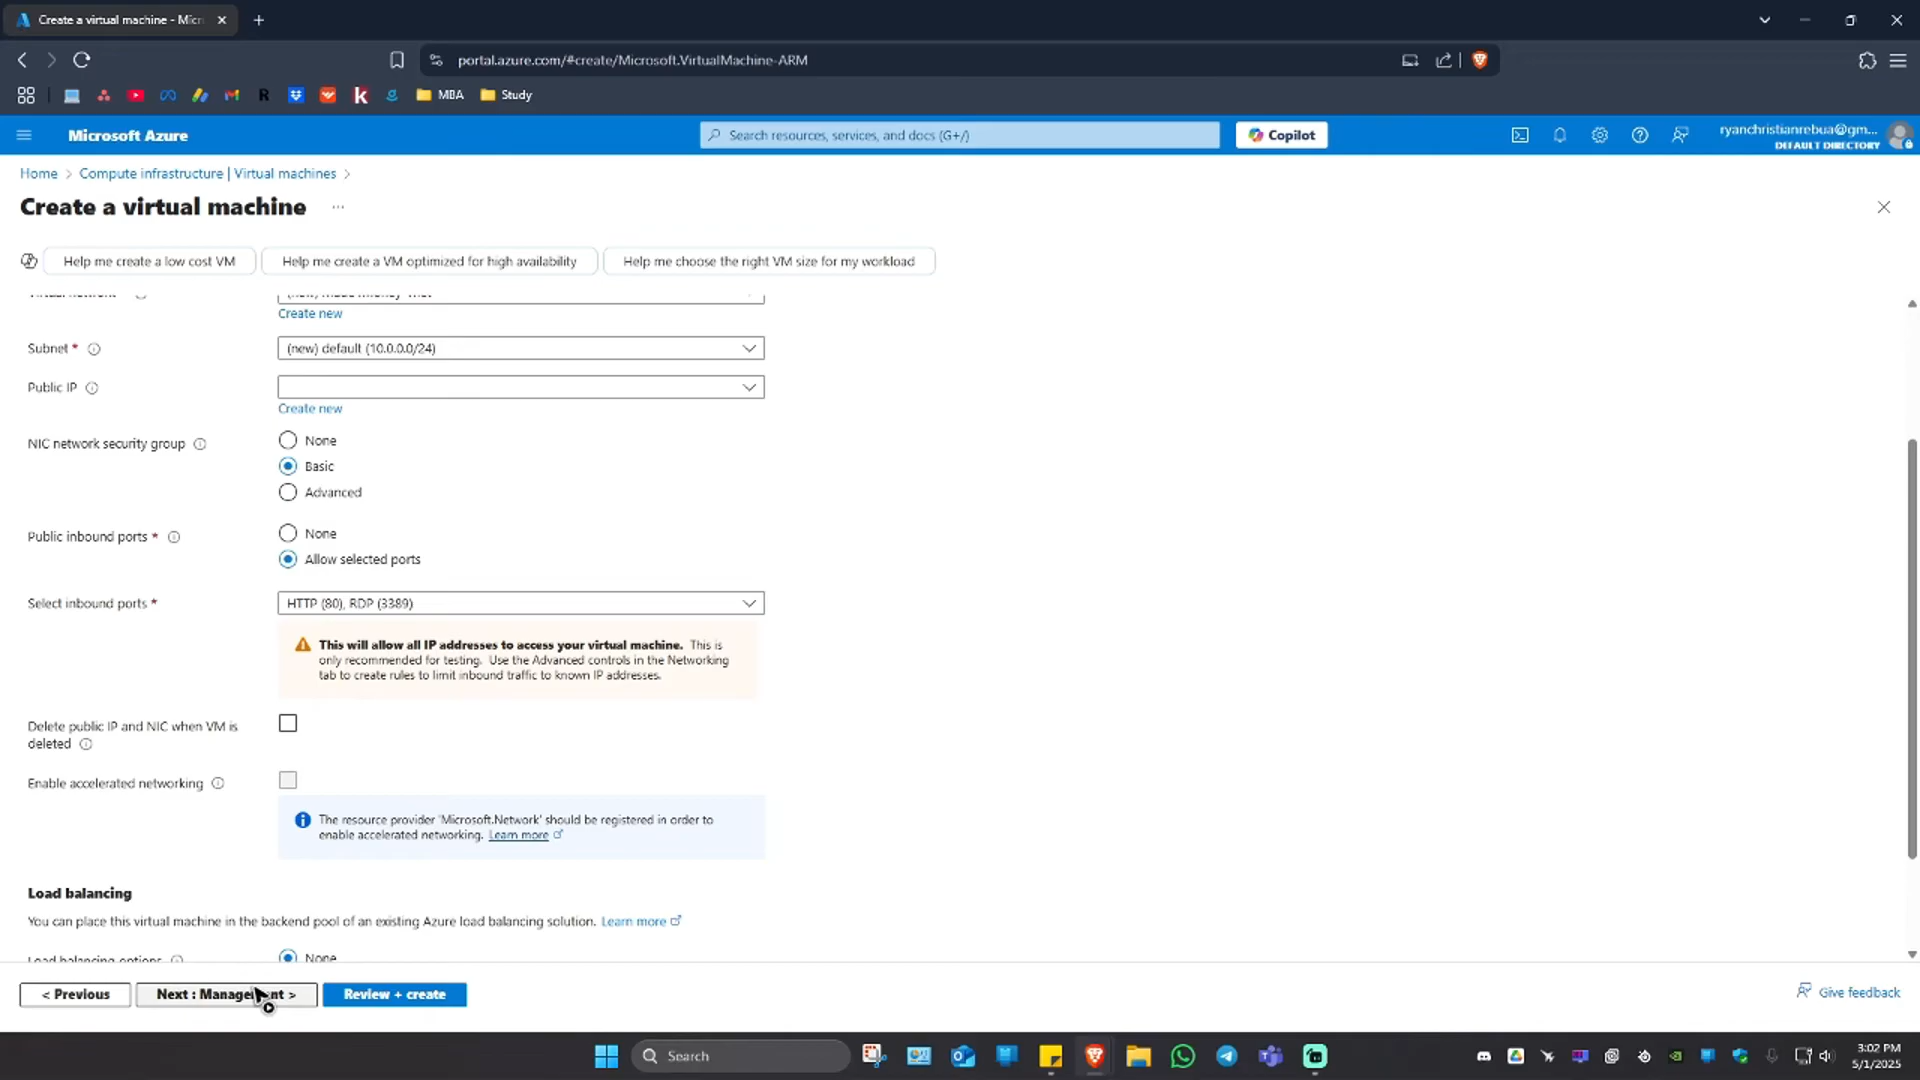 Create a virtual machine - Micr
portal.azure.com/#create/Microsoft.VirtualMachine-ARM
MBA
Study
Microsoft Azure
Search resources, services, and docs (G+/)
Copilot
ryanchristianrebua@gm...
DEFAULT DIRECTORY
Home > Compute infrastructure | Virtual machines >
Create a virtual machine ...
Help me create a low cost VM
Help me create a VM optimized for high availability
Help me choose the right VM size for my workload
Create new
Subnet *
(new) default (10.0.0.0/24)
Public IP
Create new
NIC network security group
None
Basic
Advanced
Public inbound ports *
None
Allow selected ports
Select inbound ports *
HTTP (80), RDP (3389)
This will allow all IP addresses to access your virtual machine. This is
only recommended for testing. Use the Advanced controls in the Networking
tab to create rules to limit inbound traffic to known IP addresses.
Delete public IP and NIC when VM is
deleted
Enable accelerated networking
The resource provider 'Microsoft.Network' should be registered in order to
enable accelerated networking. Learn more
Load balancing
You can place this virtual machine in the backend pool of an existing Azure load balancing solution. Learn more
Load balancing options
None
< Previous
Next : Management >
Review + create
Give feedback
Search
3:02 PM
5/1/2025